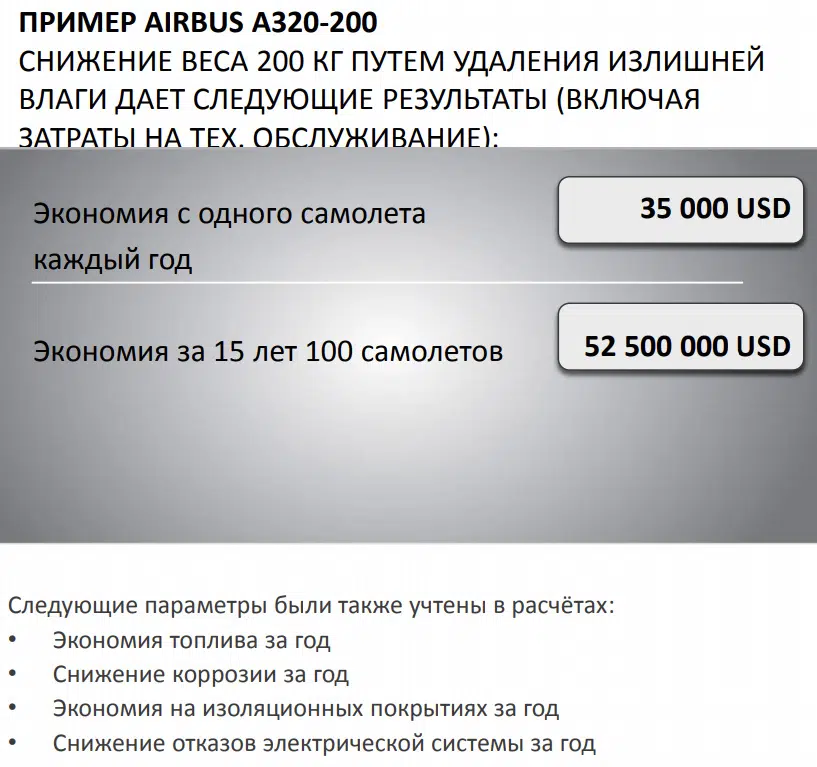 ПРИМЕР AIRBUS A320-200
СНИЖЕНИЕ ВЕСА 200 КГ ПУТЕМ УДАЛЕНИЯ ИЗЛИШНЕЙ
ВЛАГИ ДАЕТ СЛЕДУЮЩИЕ РЕЗУЛЬТАТЫ (ВКЛЮЧАЯ
ЗАТРАТЫ НА ТЕХ. ОБСЛУЖИВАНИЕ):
Экономия с одного самолета
каждый год
35 000 USD
Экономия за 15 лет 100 самолетов
52 500 000 USD
Следующие параметры были также учтены в расчётах:
• Экономия топлива за год
• Снижение коррозии за год
• Экономия на изоляционных покрытиях за год
• Снижение отказов электрической системы за год